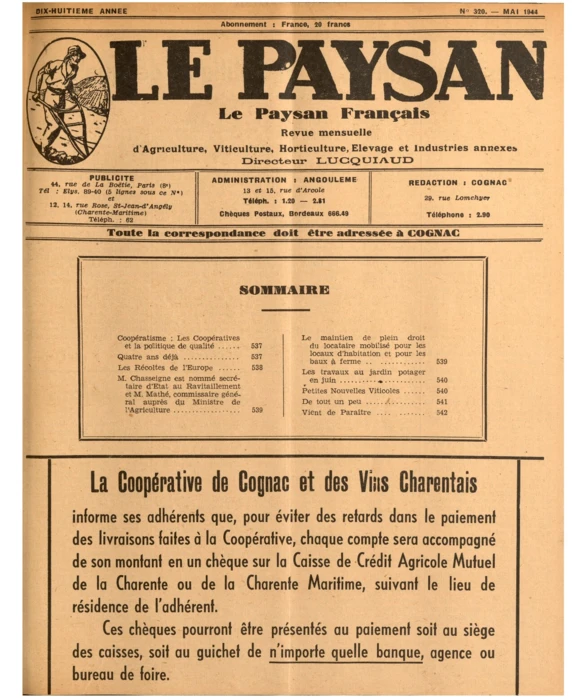 DIX-HUITIEME ANNEE
N° 320. — MAI 1944
Abonnement : France, 20 francs
LE PAYSAN
Le Paysan Français
Revue mensuelle
d'Agriculture, Viticulture, Horticulture, Elevage et Industries annexes
Directeur LUCQUIAUD
PUBLICITE
44, rue de La Boëtie, Paris (8e)
Tél : Elys. 89-40 (5 lignes sous ce N°)
et
12, 14, rue Rose, St-Jean-d'Angély
(Charente-Maritime)
Téléph. : 62
ADMINISTRATION : ANGOULEME
13 et 15, rue d'Arcole
Téléph. : 1.20 — 2.81
Chèques Postaux, Bordeaux 666.49
REDACTION : COGNAC
29, rue Lomchyer
Téléphone : 2.90
Toute la correspondance doit être adressée à COGNAC
SOMMAIRE
Coopératisme : Les Coopératives
et la politique de qualité ...... 537
Quatre ans déjà ............... 537
Les Récoltes de l'Europe ...... 538
M. Chasseigne est nommé secré-
taire d'Etat au Ravitaillement
et M. Mathé, commissaire géné-
ral auprès du Ministre de
l'Agriculture .................. 539
Le maintien de plein droit
du locataire mobilisé pour les
locaux d'habitation et pour les
baux à ferme .. ............ 539
Les travaux au jardin potager
en juin ..................... 540
Petites Nouvelles Viticoles ..... 540
De tout un peu ............... 541
Vient de Paraître .... ......... 542
La Coopérative de Cognac et des Vins Charentais
informe ses adhérents que, pour éviter des retards dans le paiement
des livraisons faites à la Coopérative, chaque compte sera accompagné
de son montant en un chèque sur la Caisse de Crédit Agricole Mutuel
de la Charente ou de la Charente Maritime, suivant le lieu de
résidence de l'adhérent.
Ces chèques pourront être présentés au paiement soit au siège
des caisses, soit au guichet de n'importe quelle banque, agence ou
bureau de foire.